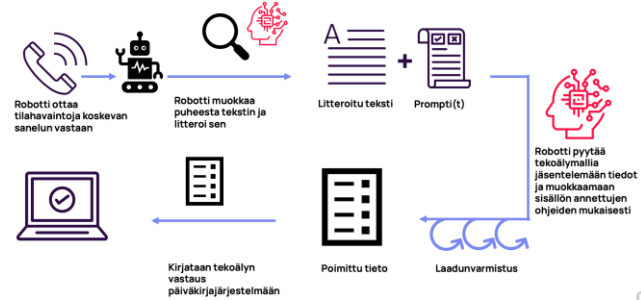 Robotti ottaa
tilahavaintoja koskevan
sanelun vastaan
Robotti muokkaa
puheesta tekstin ja
litteroi sen
A
Litteroitu teksti
Prompti(t)
Robotti pyytää
tekoälymallia
jäsentelemään tiedot
ja muokkaamaan
sisällön annettujen
ohjeiden mukaisesti
Laadunvarmistus
Poimittu tieto
Kirjataan tekoälyn
vastaus
päiväkirjajärjestelmään